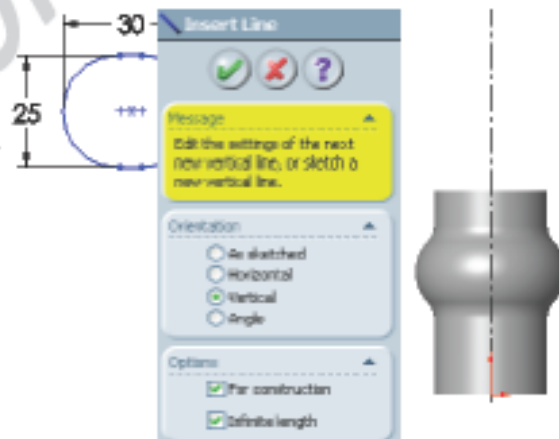 30
25
Insert Line
?
Message
Edit the settings of the next
new vertical line, or sketch a
new vertical line.
Orientation
As sketched
Horizontal
Vertical
Angle
Options
For construction
Infinite length